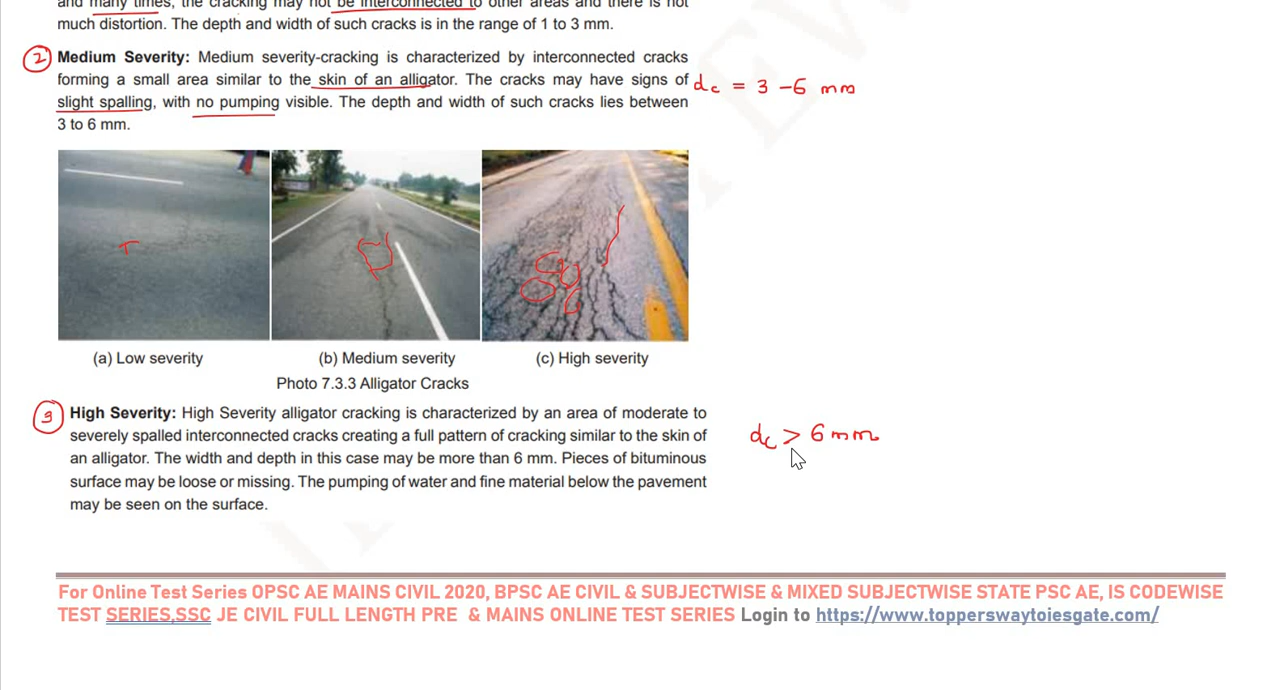 and many times, the cracking may not be interconnected to other areas and there is not
much distortion. The depth and width of such cracks is in the range of 1 to 3 mm.
2 Medium Severity: Medium severity-cracking is characterized by interconnected cracks
forming a small area similar to the skin of an alligator. The cracks may have signs of
slight spalling, with no pumping visible. The depth and width of such cracks lies between
3 to 6 mm.
dc = 3 - 6 mm
(a) Low severity (b) Medium severity (c) High severity
Photo 7.3.3 Alligator Cracks
3 High Severity: High Severity alligator cracking is characterized by an area of moderate to
severely spalled interconnected cracks creating a full pattern of cracking similar to the skin of
an alligator. The width and depth in this case may be more than 6 mm. Pieces of bituminous
surface may be loose or missing. The pumping of water and fine material below the pavement
may be seen on the surface.
dc > 6 mm
For Online Test Series OPSC AE MAINS CIVIL 2020, BPSC AE CIVIL & SUBJECTWISE & MIXED SUBJECTWISE STATE PSC AE, IS CODEWISE
TEST SERIES,SSC JE CIVIL FULL LENGTH PRE & MAINS ONLINE TEST SERIES Login to https://www.topperswaytoiesgate.com/